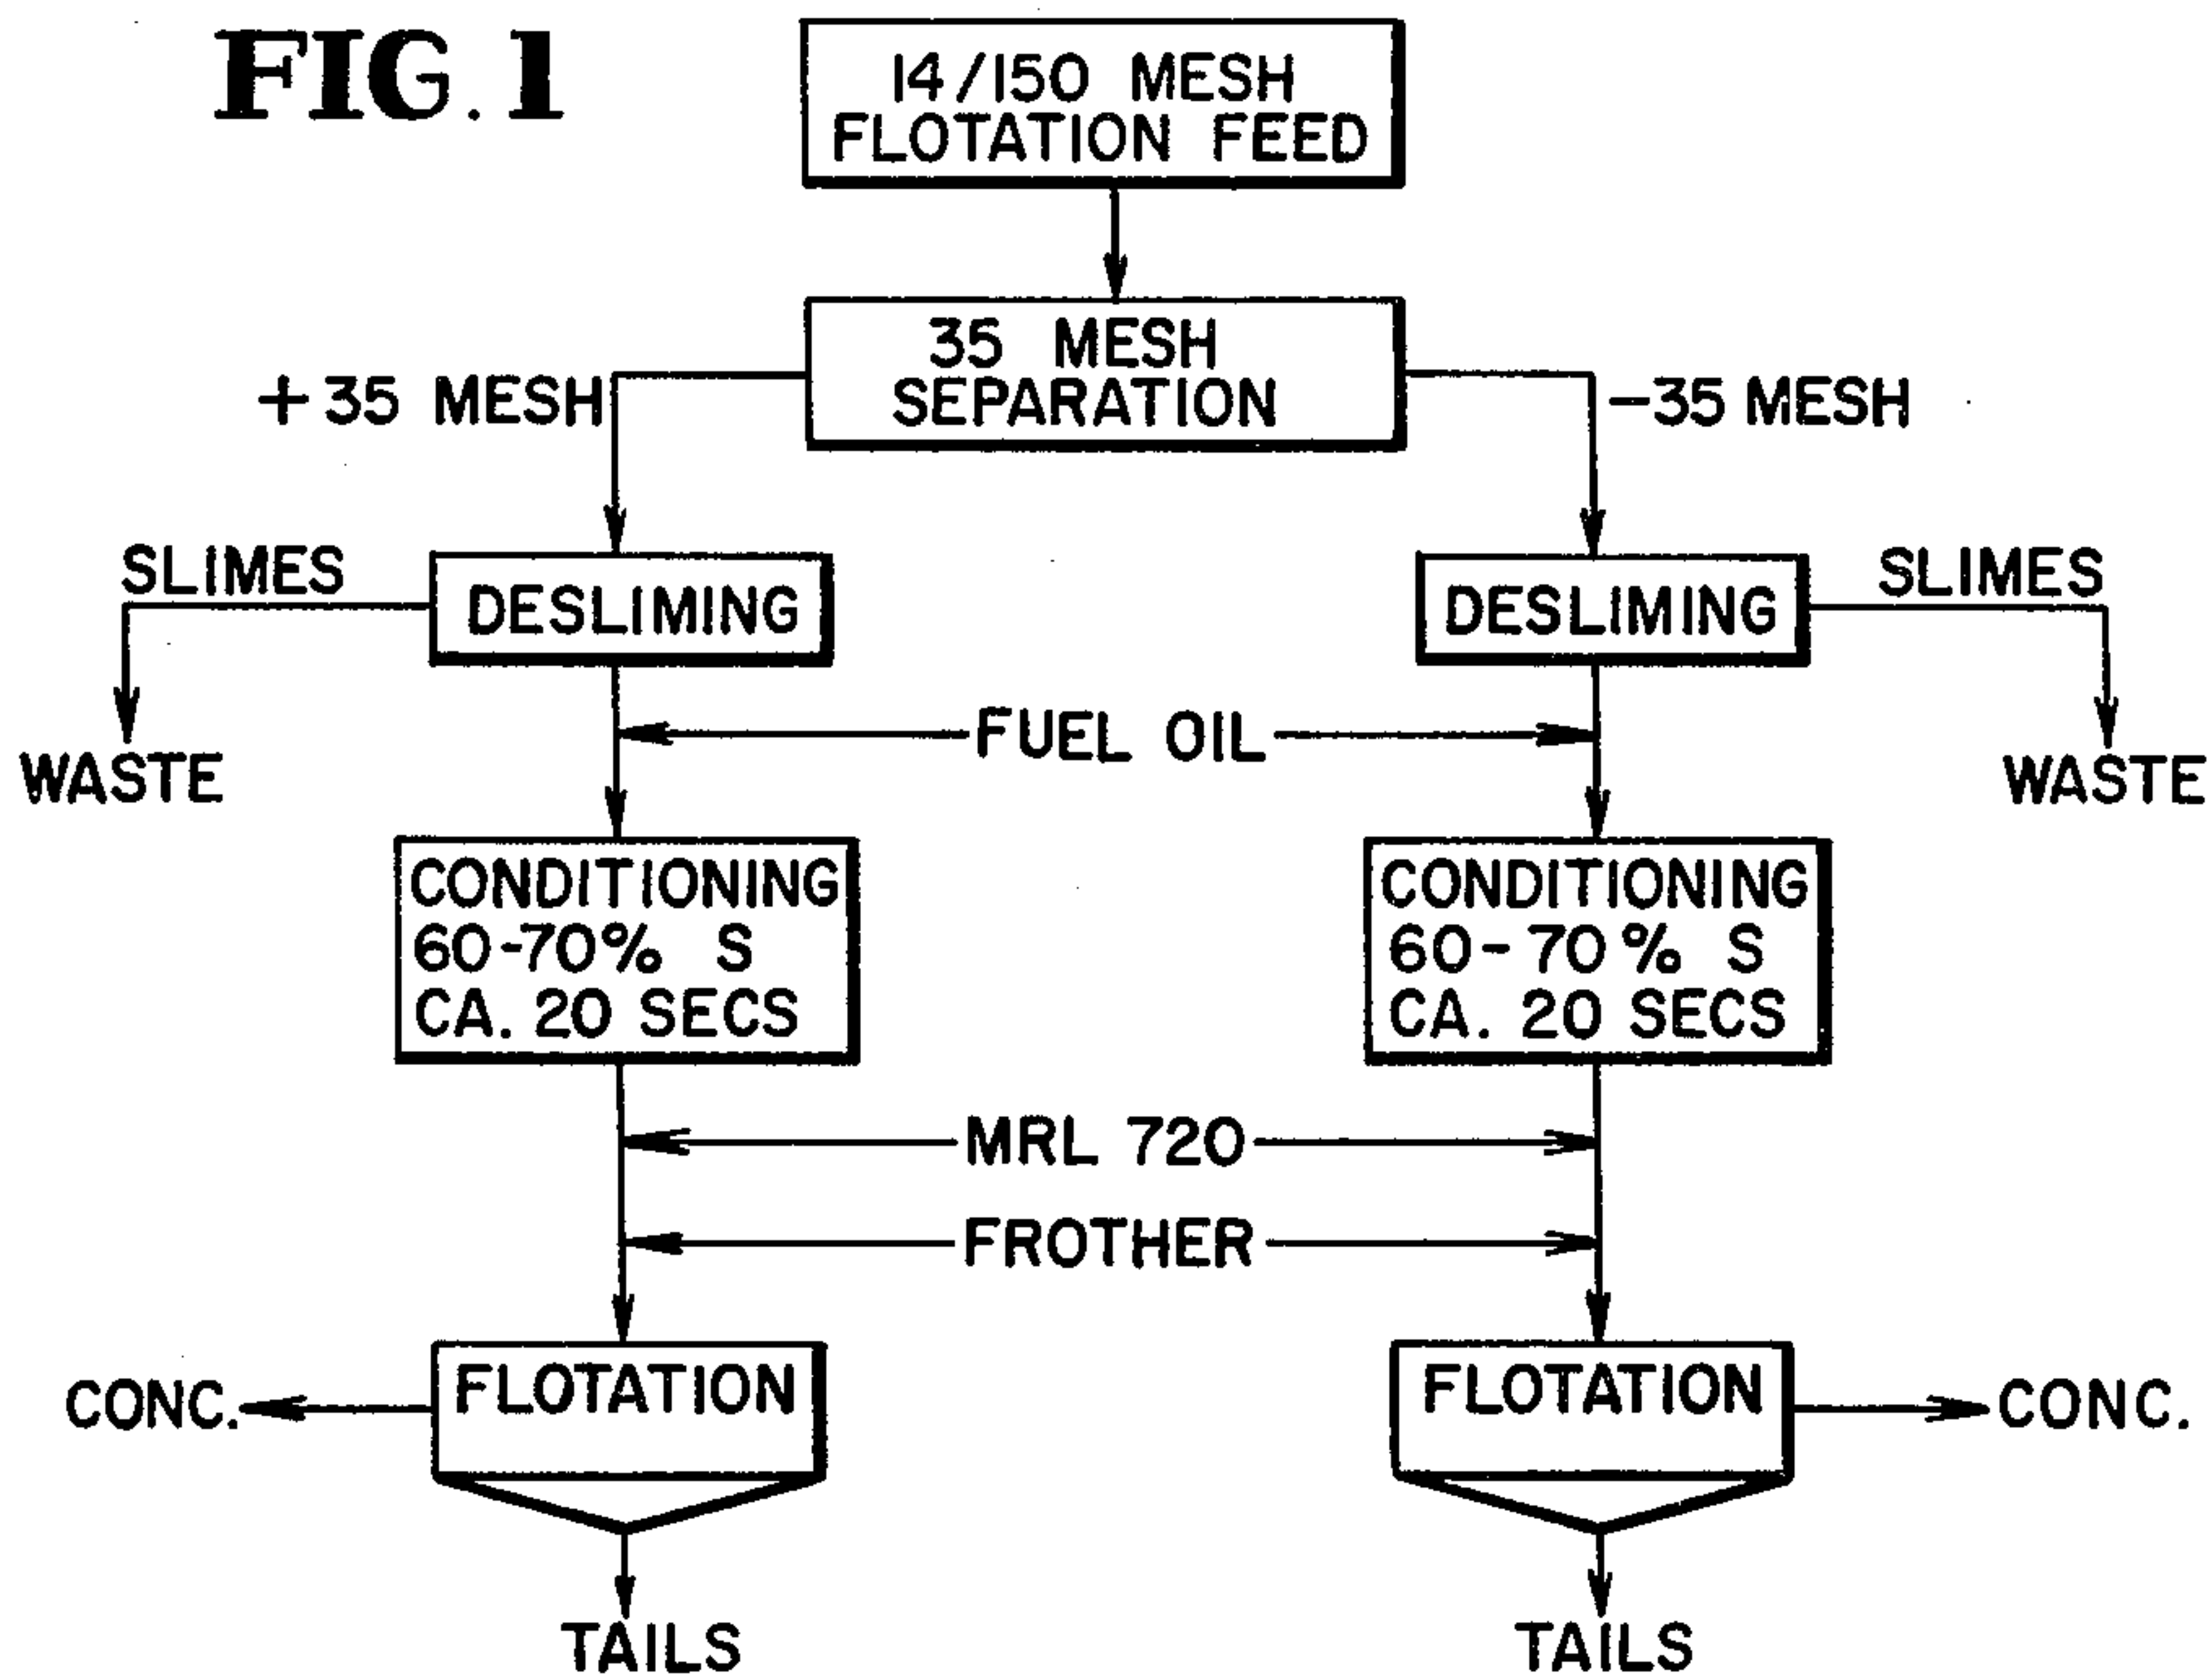 FIG. 1
14/150 MESH
FLOTATION FEED
35 MESH
SEPARATION
+35 MESH
-35 MESH
SLIMES
DESLIMING
DESLIMING
SLIMES
WASTE
FUEL OIL
WASTE
CONDITIONING
60-70% S
CA. 20 SECS
CONDITIONING
60-70% S
CA. 20 SECS
MRL 720
FROTHER
CONC.
FLOTATION
FLOTATION
CONC.
TAILS
TAILS